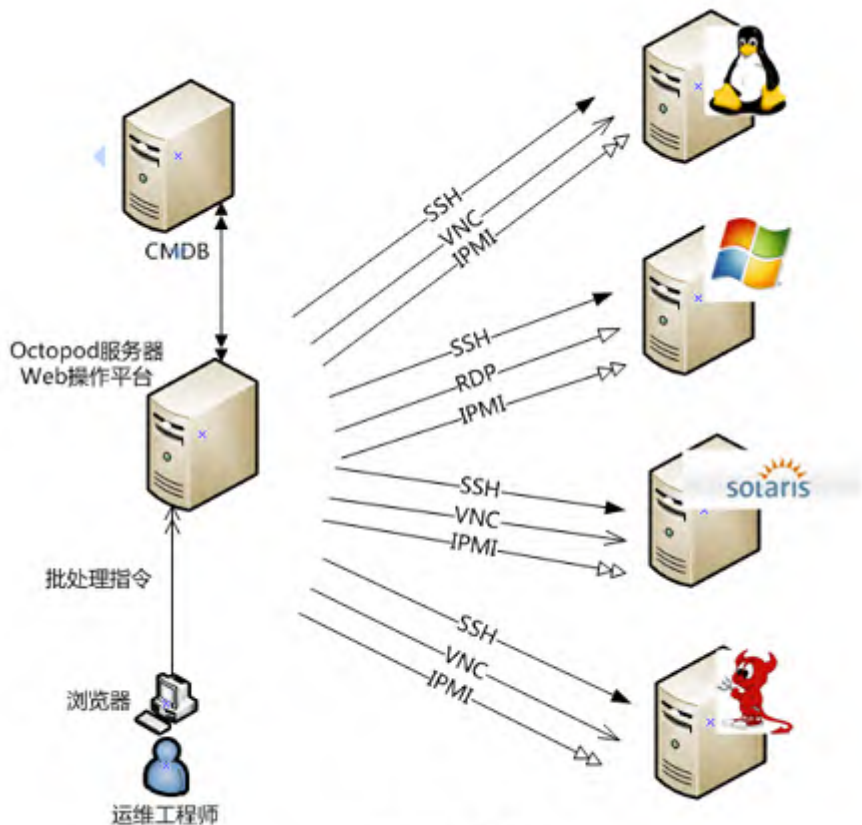 CMDB
Octopod服务器
Web操作平台
批处理指令
浏览器
运维工程师
SSH
VNC
IPMI
SSH
RDP
IPMI
solaris
SSH
VNC
IPMI
SSH
VNC
IPMI